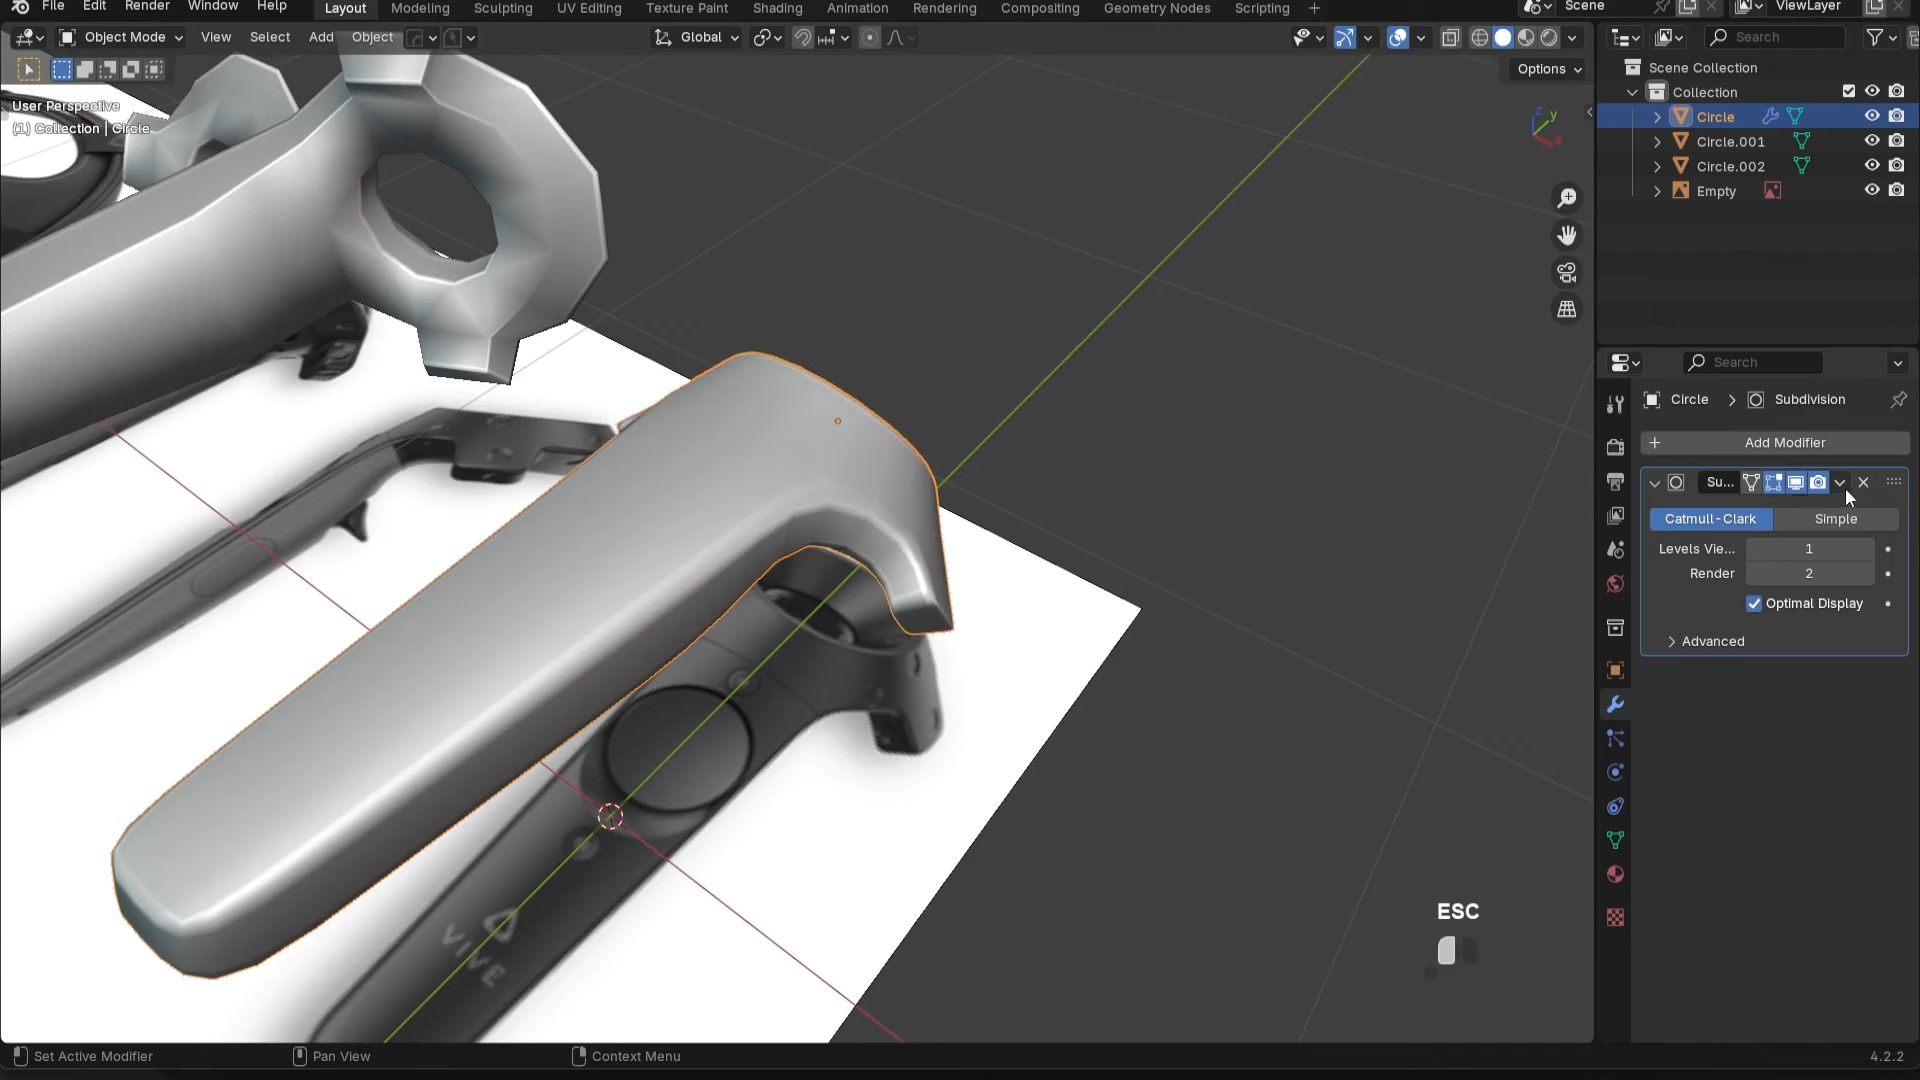 File Edit Render Window Help Layout Modeling Sculpting UV Editing Texture Paint Shading Animation Rendering Compositing Geometry Nodes Scripting + Scene ViewLayer
Object Mode View Select Add Object Global Search
Options
User Perspective
(1) Collection | Circle
Z Y X
Scene Collection
Collection
Circle
Circle.001
Circle.002
Empty
Search
Circle > Subdivision
+ Add Modifier
Su...
Catmull-Clark Simple
Levels Vie... 1
Render 2
Optimal Display
Advanced
VIVE
ESC
Set Active Modifier Pan View Context Menu 4.2.2